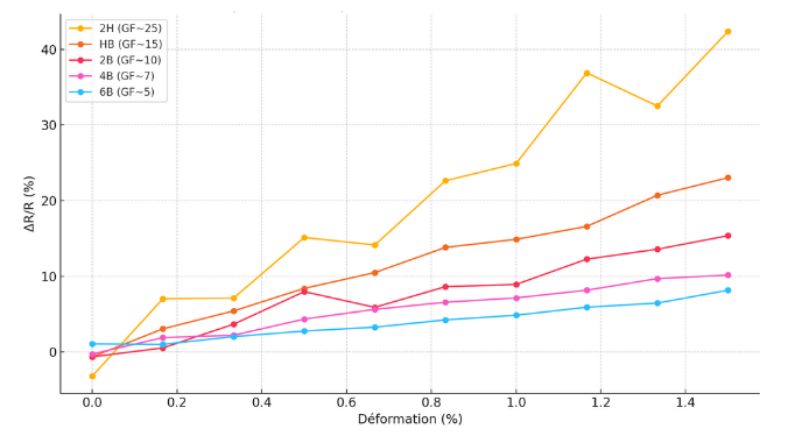 2H (GF~25)
HB (GF~15)
2B (GF~10)
4B (GF~7)
6B (GF~5)
40
30
20
10
0
ΔR/R (%)
0.0 0.2 0.4 0.6 0.8 1.0 1.2 1.4
Déformation (%)